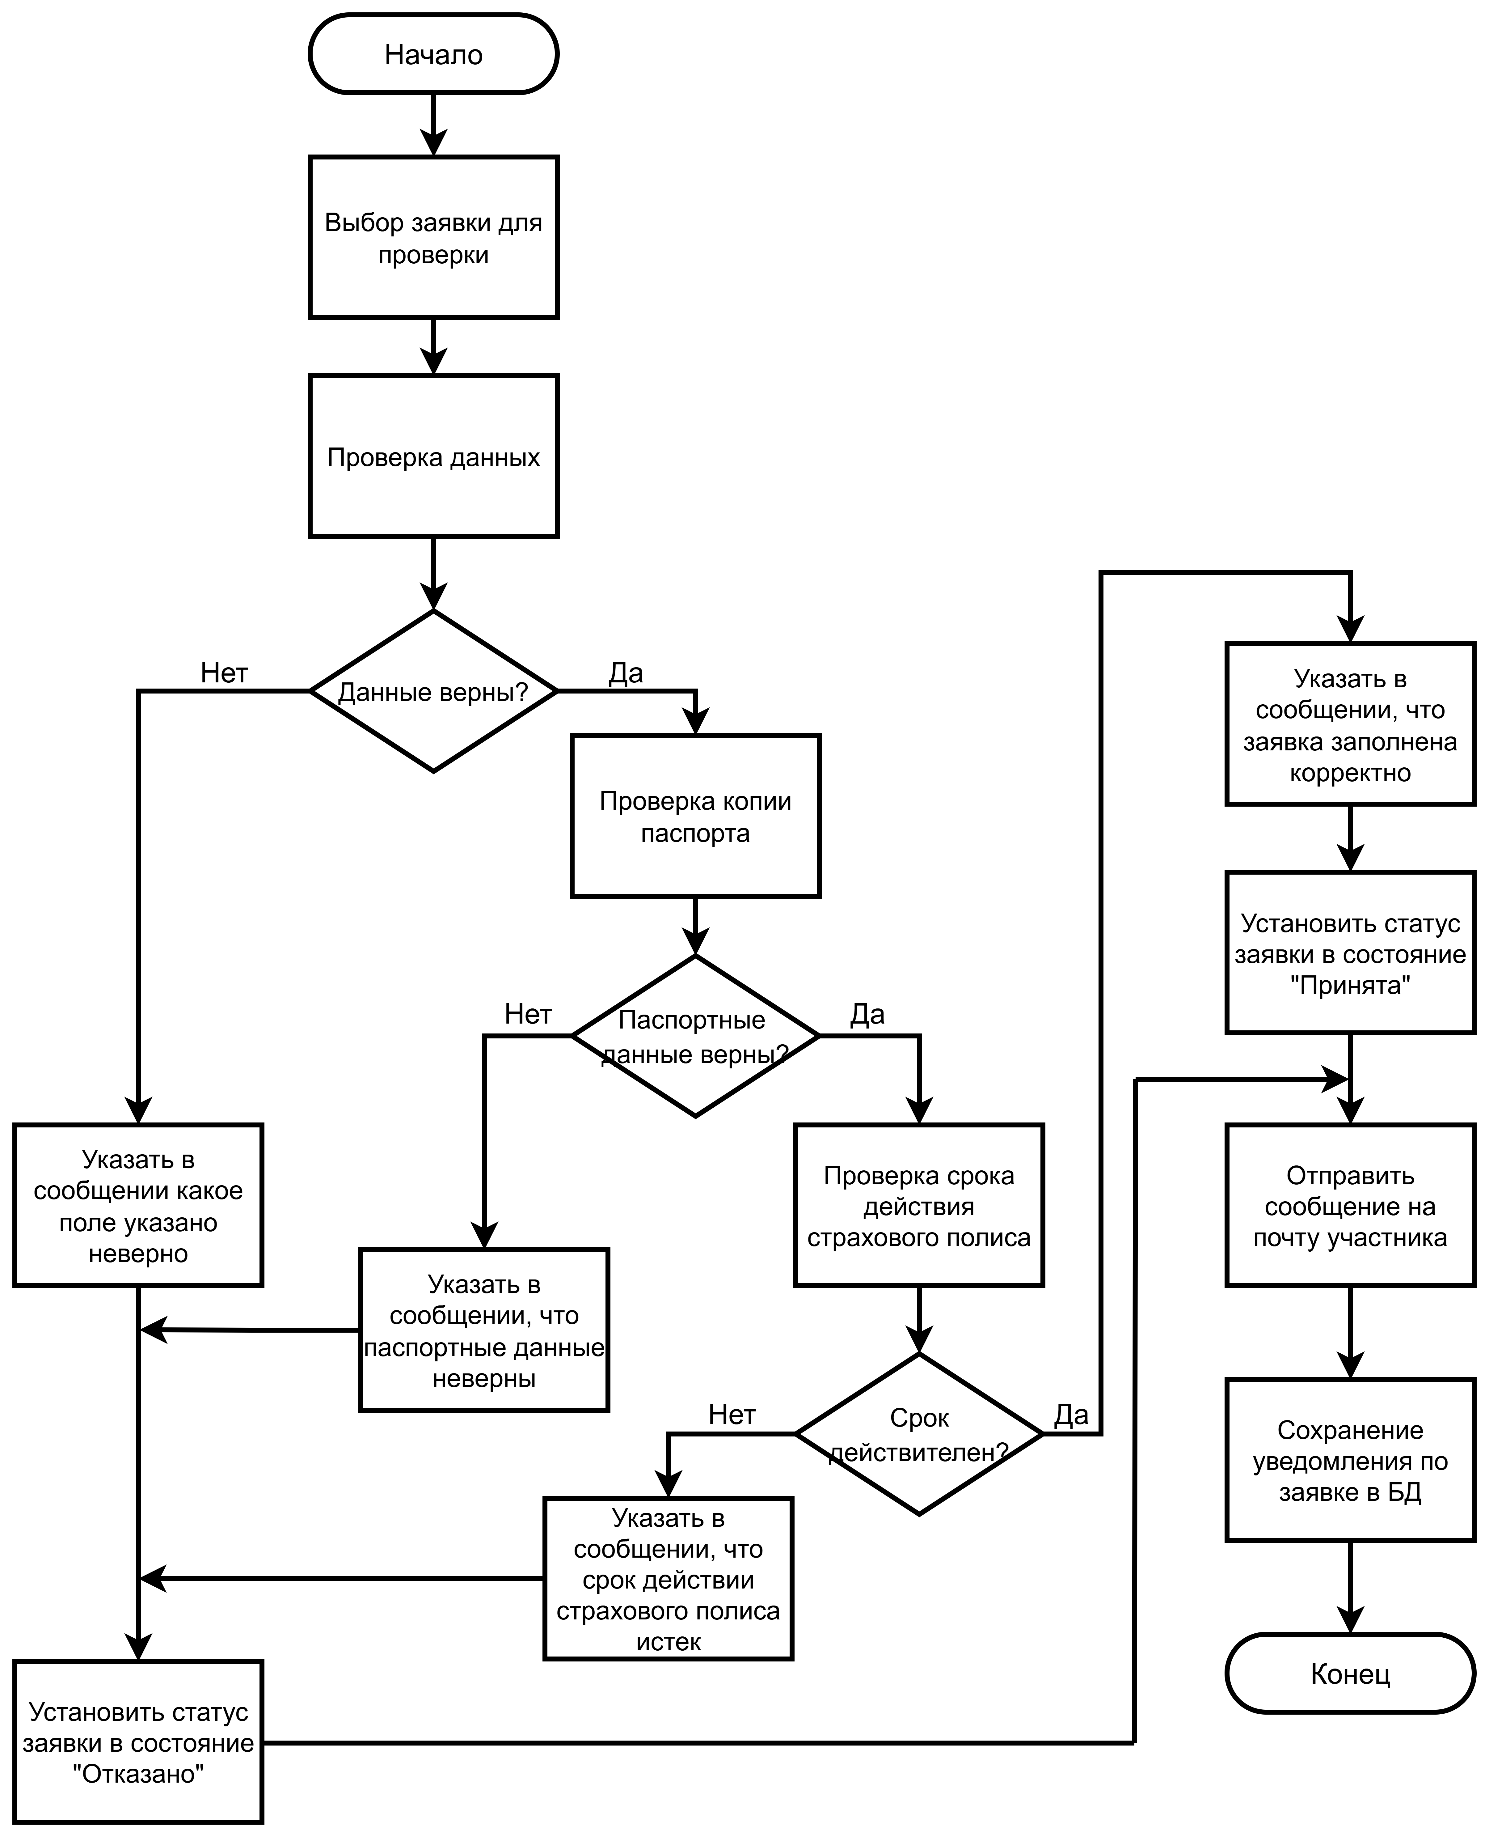 Начало
Выбор заявки для
проверки
Проверка данных
Данные верны?
Нет
Да
Проверка копии
паспорта
Паспортные
данные верны?
Нет
Да
Указать в
сообщении какое
поле указано
неверно
Указать в
сообщении, что
паспортные данные
неверны
Проверка срока
действия
страхового полиса
Срок
действителен?
Нет
Да
Указать в
сообщении, что
срок действии
страхового полиса
истек
Установить статус
заявки в состояние
"Отказано"
Указать в
сообщении, что
заявка заполнена
корректно
Установить статус
заявки в состояние
"Принята"
Отправить
сообщение на
почту участника
Сохранение
уведомления по
заявке в БД
Конец